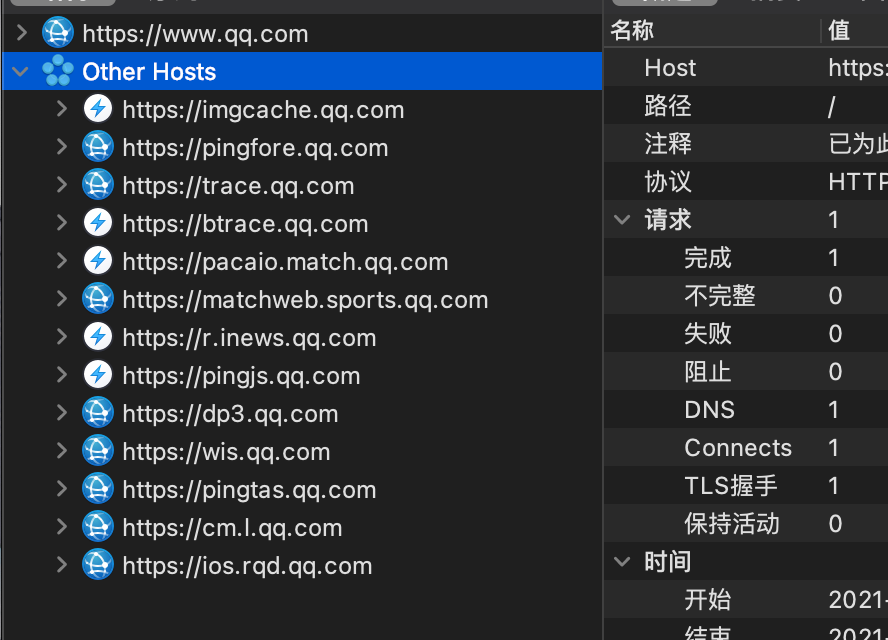 https://www.qq.com
Other Hosts
https://imgcache.qq.com
https://pingfore.qq.com
https://trace.qq.com
https://btrace.qq.com
https://pacaio.match.qq.com
https://matchweb.sports.qq.com
https://r.inews.qq.com
https://pingjs.qq.com
https://dp3.qq.com
https://wis.qq.com
https://pingtas.qq.com
https://cm.l.qq.com
https://ios.rqd.qq.com
名称 值
Host https:
路径 /
注释 已为此
协议 HTTP
请求 1
完成 1
不完整 0
失败 0
阻止 0
DNS 1
Connects 1
TLS握手 1
保持活动 0
时间
开始 2021-
结束 2021-